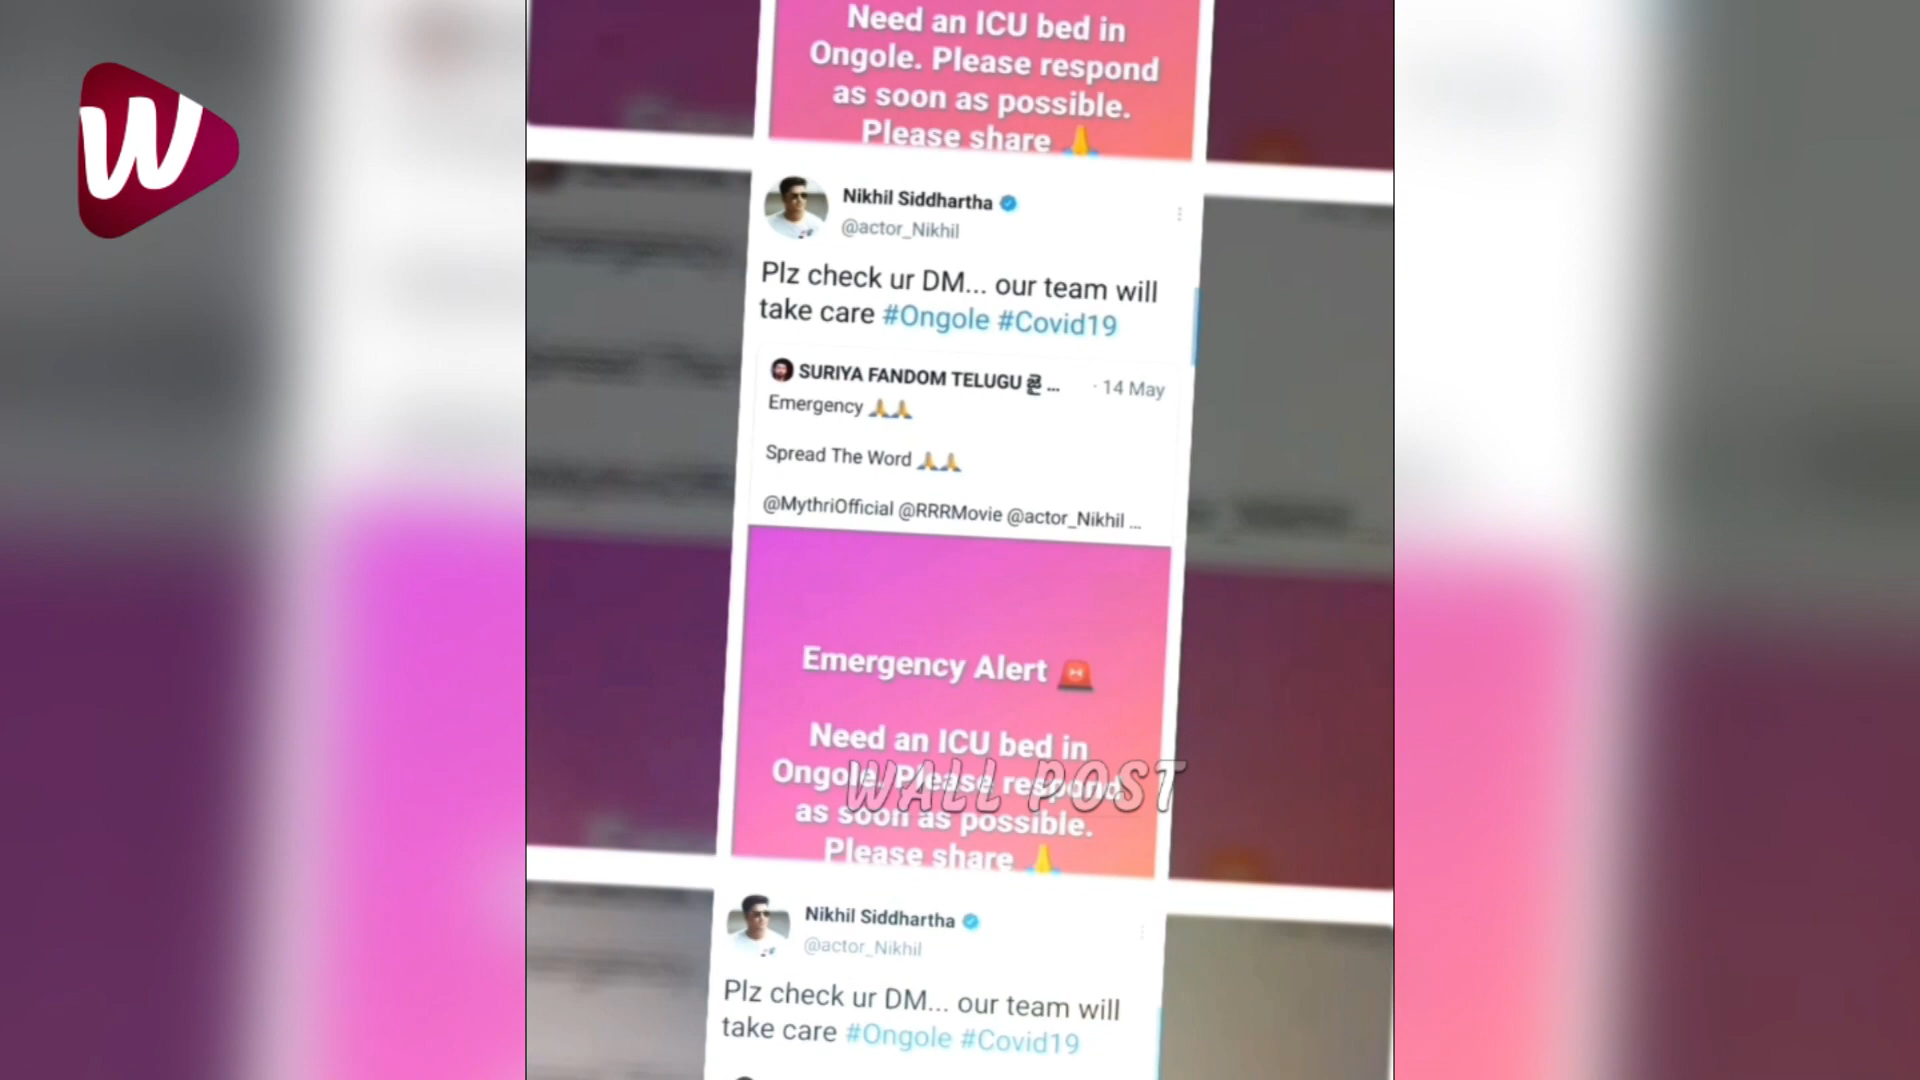 W
Need an ICU bed in
Ongole. Please respond
as soon as possible.
Please share 🙏
Nikhil Siddhartha
@actor_Nikhil
Plz check ur DM... our team will
take care #Ongole #Covid19
SURIYA FANDOM TELUGU ... · 14 May
Emergency 🙏🙏
Spread The Word 🙏🙏
@MythriOfficial @RRRMovie @actor_Nikhil ...
Emergency Alert 🚨
Need an ICU bed in
Ongole. Please respond
WALL POST
as soon as possible.
Please share 🙏
Nikhil Siddhartha
@actor_Nikhil
Plz check ur DM... our team will
take care #Ongole #Covid19